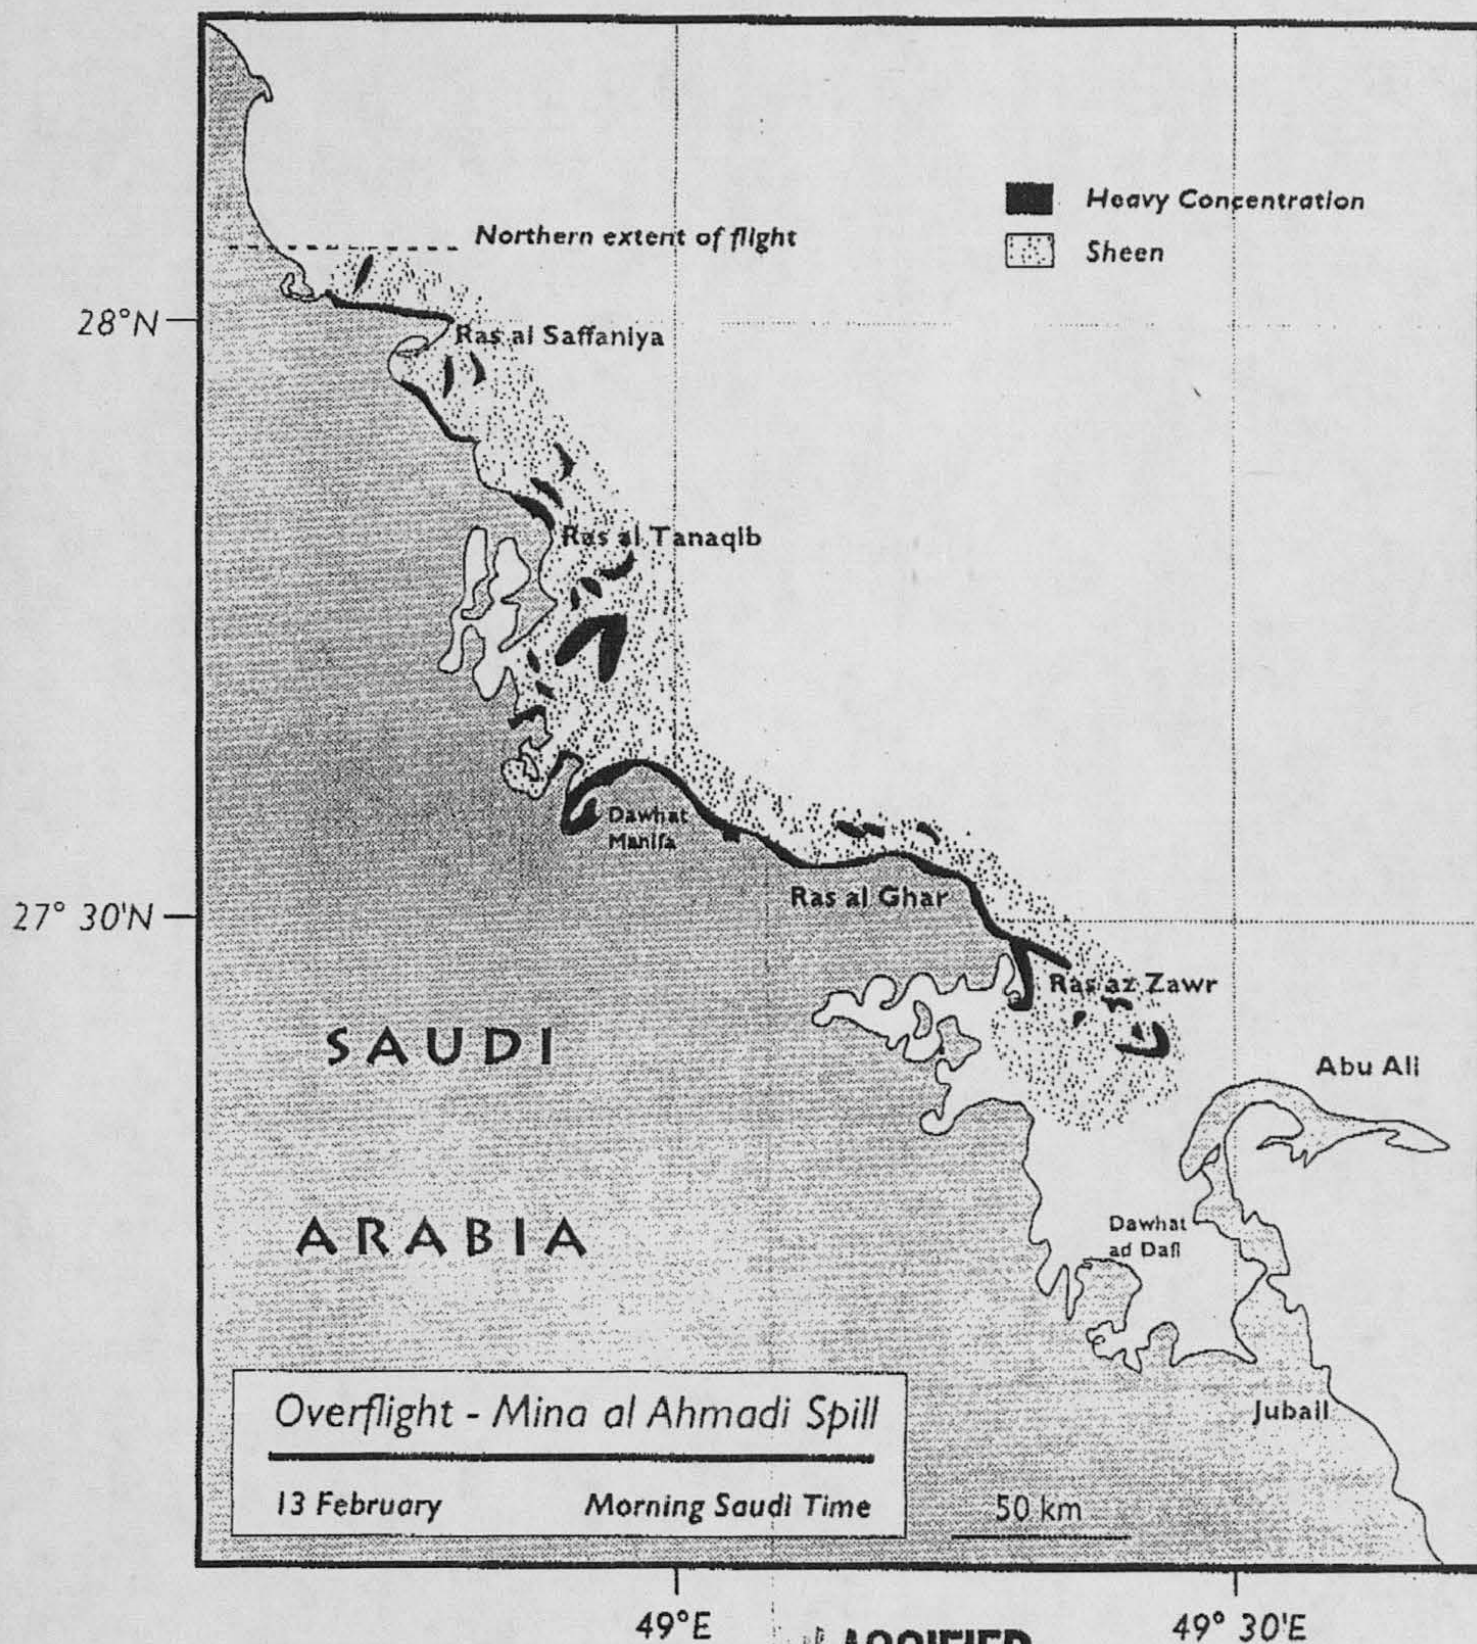 Heavy Concentration
Northern extent of flight
Sheen
28°N
Ras al Saffaniya
Ras al Tanaqib
Dawhat
Manifa
Ras al Ghar
27° 30'N
Ras az Zawr
SAUDI
Abu Ali
ARABIA
Dawhat
ad Dafi
Overflight - Mina al Ahmadi Spill
Jubail
13 February Morning Saudi Time
50 km
49°E
49° 30'E